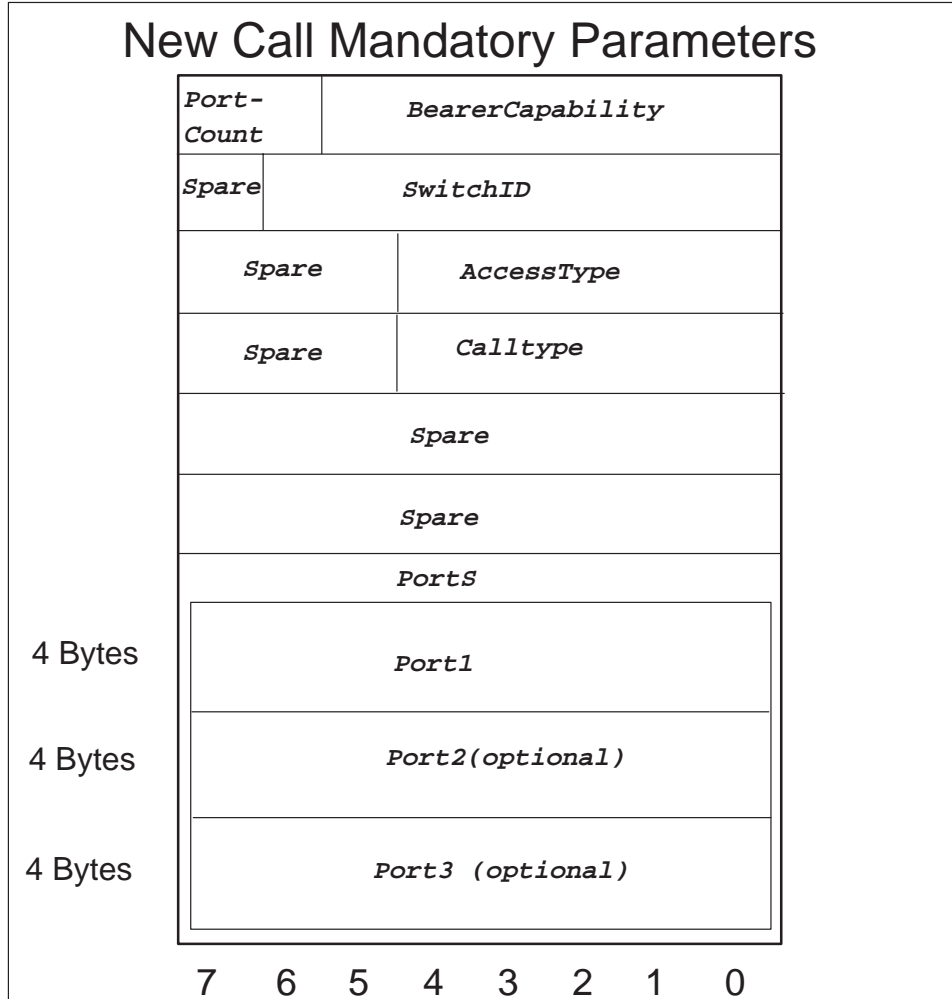 New Call Mandatory Parameters
Port-
Count
BearerCapability
Spare
SwitchID
Spare
AccessType
Spare
Calltype
Spare
Spare
PortS
4 Bytes
Port1
4 Bytes
Port2(optional)
4 Bytes
Port3 (optional)
7 6 5 4 3 2 1 0